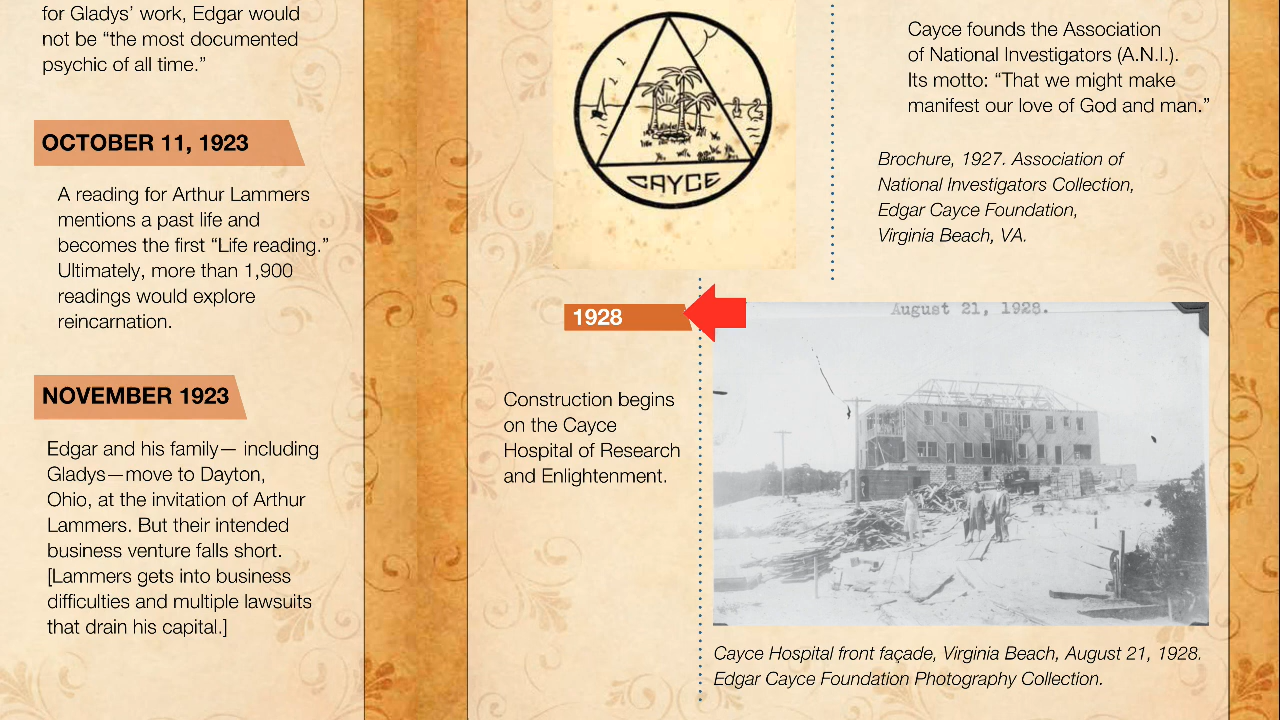 for Gladys’ work, Edgar would
not be “the most documented
psychic of all time.”
OCTOBER 11, 1923
A reading for Arthur Lammers
mentions a past life and
becomes the first “Life reading.”
Ultimately, more than 1,900
readings would explore
reincarnation.
NOVEMBER 1923
Edgar and his family— including
Gladys—move to Dayton,
Ohio, at the invitation of Arthur
Lammers. But their intended
business venture falls short.
[Lammers gets into business
difficulties and multiple lawsuits
that drain his capital.]
CAYCE
Cayce founds the Association
of National Investigators (A.N.I.).
Its motto: “That we might make
manifest our love of God and man.”
Brochure, 1927. Association of
National Investigators Collection,
Edgar Cayce Foundation,
Virginia Beach, VA.
1928
Construction begins
on the Cayce
Hospital of Research
and Enlightenment.
August 21, 1928.
Cayce Hospital front façade, Virginia Beach, August 21, 1928.
Edgar Cayce Foundation Photography Collection.